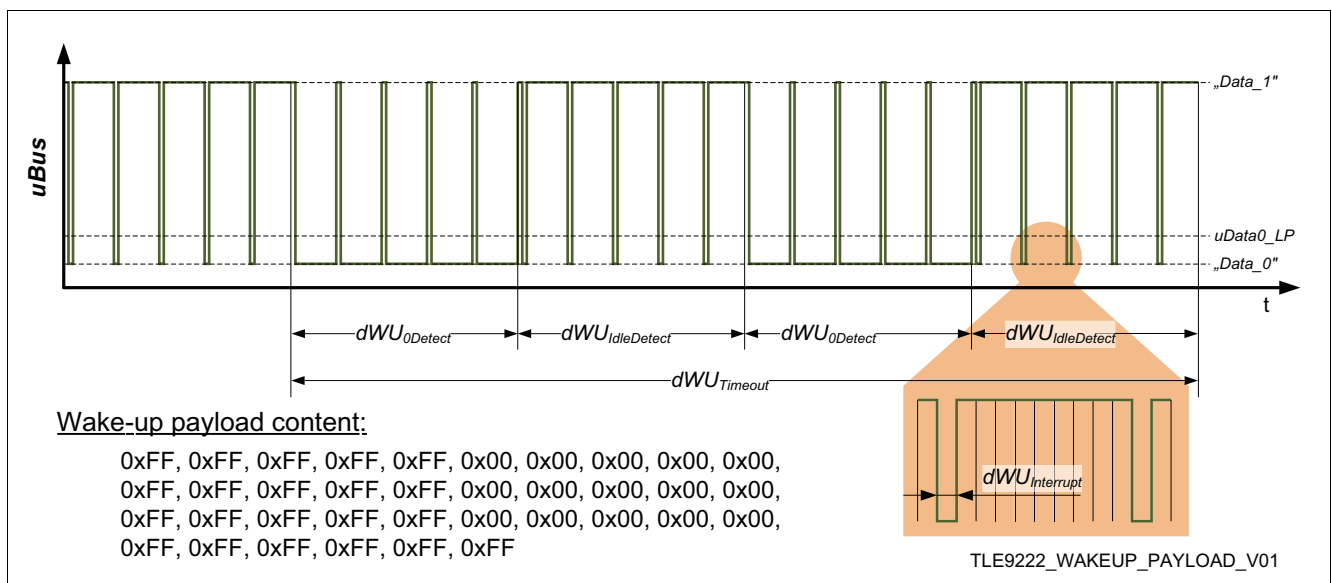 „Data_1"
uBus
uData0_LP
„Data_0"
t
dWU0Detect dWUIdleDetect dWU0Detect dWUIdleDetect
dWUTimeout
Wake-up payload content:
0xFF, 0xFF, 0xFF, 0xFF, 0xFF, 0x00, 0x00, 0x00, 0x00, 0x00,
0xFF, 0xFF, 0xFF, 0xFF, 0xFF, 0x00, 0x00, 0x00, 0x00, 0x00,
0xFF, 0xFF, 0xFF, 0xFF, 0xFF, 0x00, 0x00, 0x00, 0x00, 0x00,
0xFF, 0xFF, 0xFF, 0xFF, 0xFF, 0xFF
dWUInterrupt
TLE9222_WAKEUP_PAYLOAD_V01